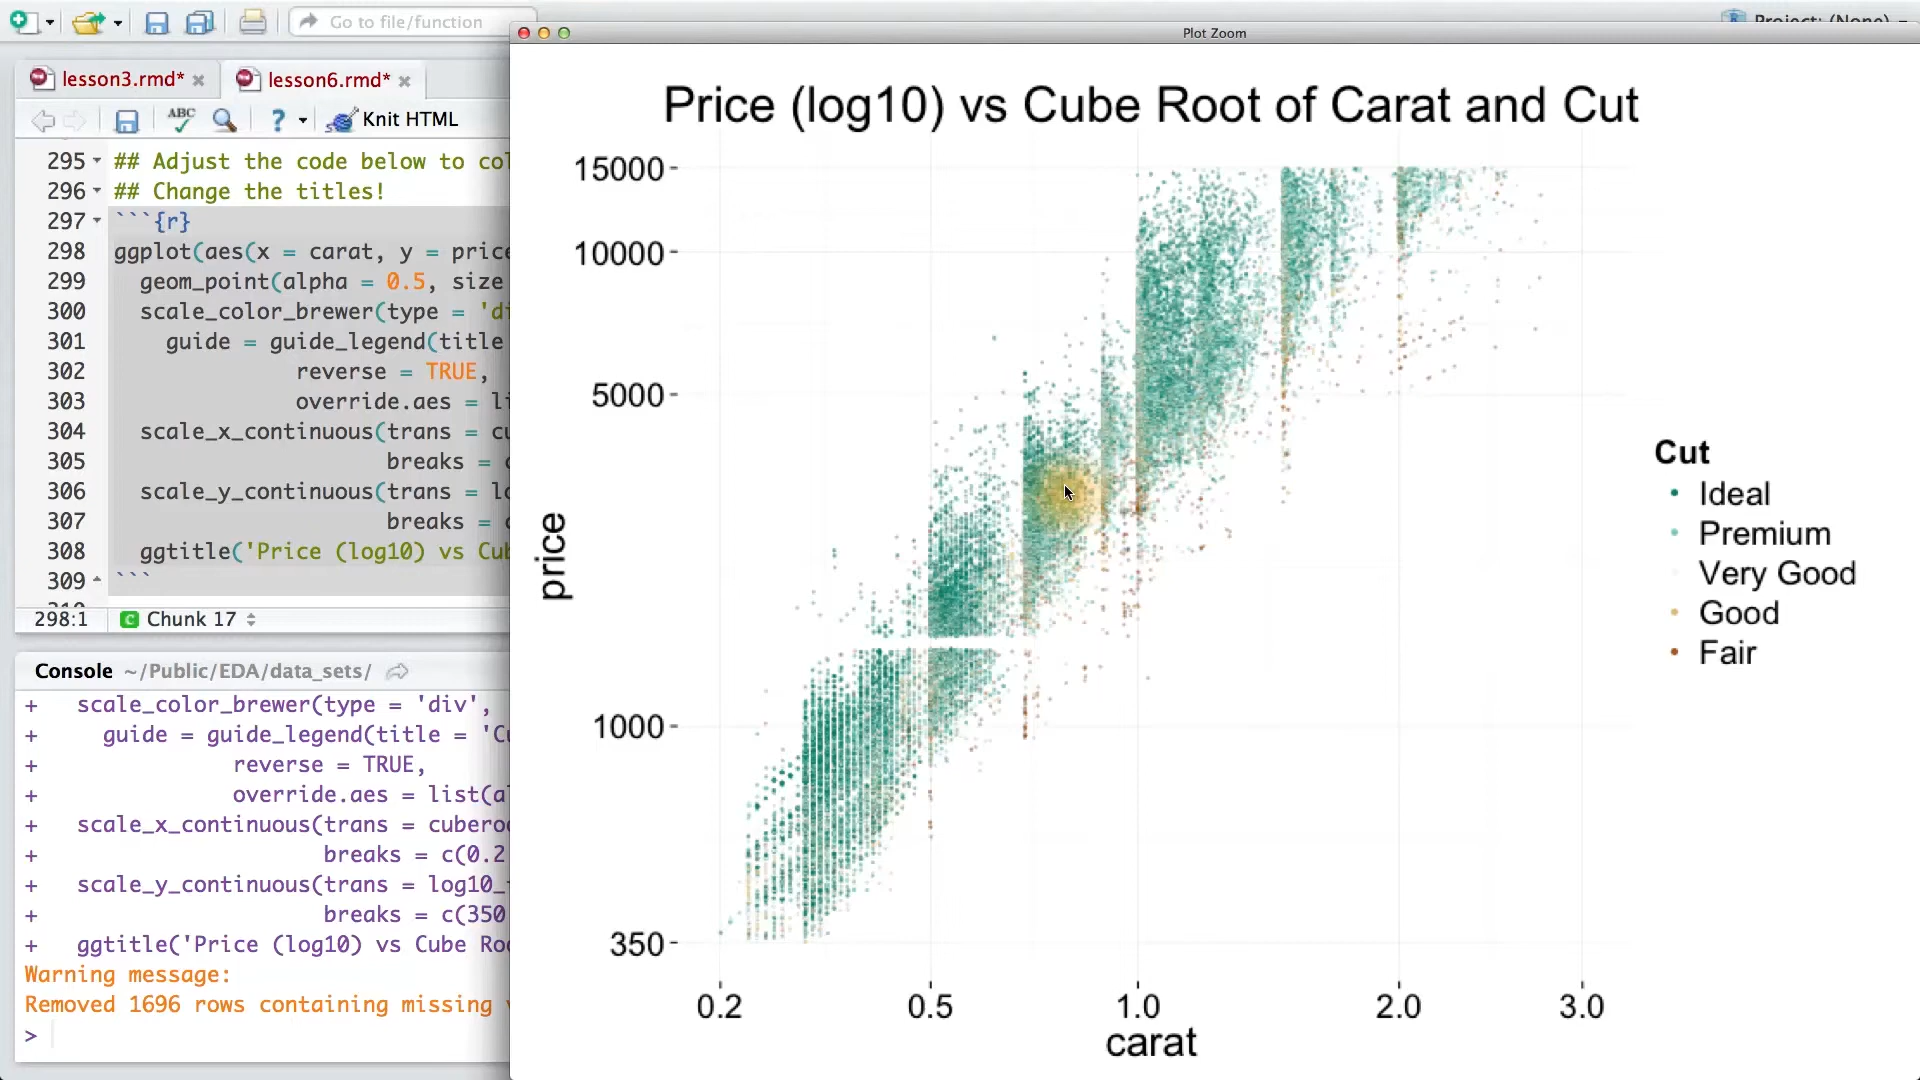 Go to file/function
Project: (None)
Plot Zoom
lesson3.rmd*
lesson6.rmd*
ABC
Knit HTML
295 ## Adjust the code below to col
296 ## Change the titles!
297 ```{r}
298 ggplot(aes(x = carat, y = price
299 geom_point(alpha = 0.5, size
300 scale_color_brewer(type = 'di
301 guide = guide_legend(title
302 reverse = TRUE,
303 override.aes = li
304 scale_x_continuous(trans = cu
305 breaks = c
306 scale_y_continuous(trans = lo
307 breaks = c
308 ggtitle('Price (log10) vs Cub
309 ```
298:1 C Chunk 17
Console ~/Public/EDA/data_sets/
+ scale_color_brewer(type = 'div',
+ guide = guide_legend(title = 'Cu
+ reverse = TRUE,
+ override.aes = list(al
+ scale_x_continuous(trans = cuberoo
+ breaks = c(0.2
+ scale_y_continuous(trans = log10_
+ breaks = c(350
+ ggtitle('Price (log10) vs Cube Roo
Warning message:
Removed 1696 rows containing missing
>
Price (log10) vs Cube Root of Carat and Cut
15000
10000
5000
1000
350
price
0.2 0.5 1.0 2.0 3.0
carat
Cut
Ideal
Premium
Very Good
Good
Fair